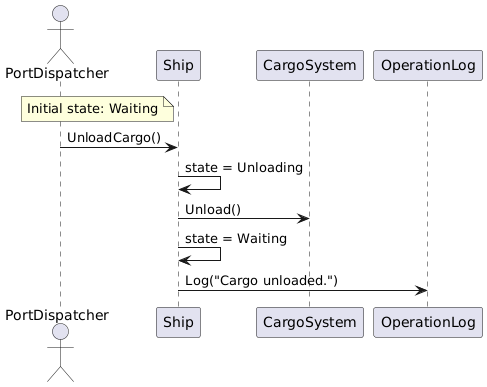 PortDispatcher
Ship
CargoSystem
OperationLog
Initial state: Waiting
UnloadCargo()
state = Unloading
Unload()
state = Waiting
Log("Cargo unloaded.")
PortDispatcher
Ship
CargoSystem
OperationLog